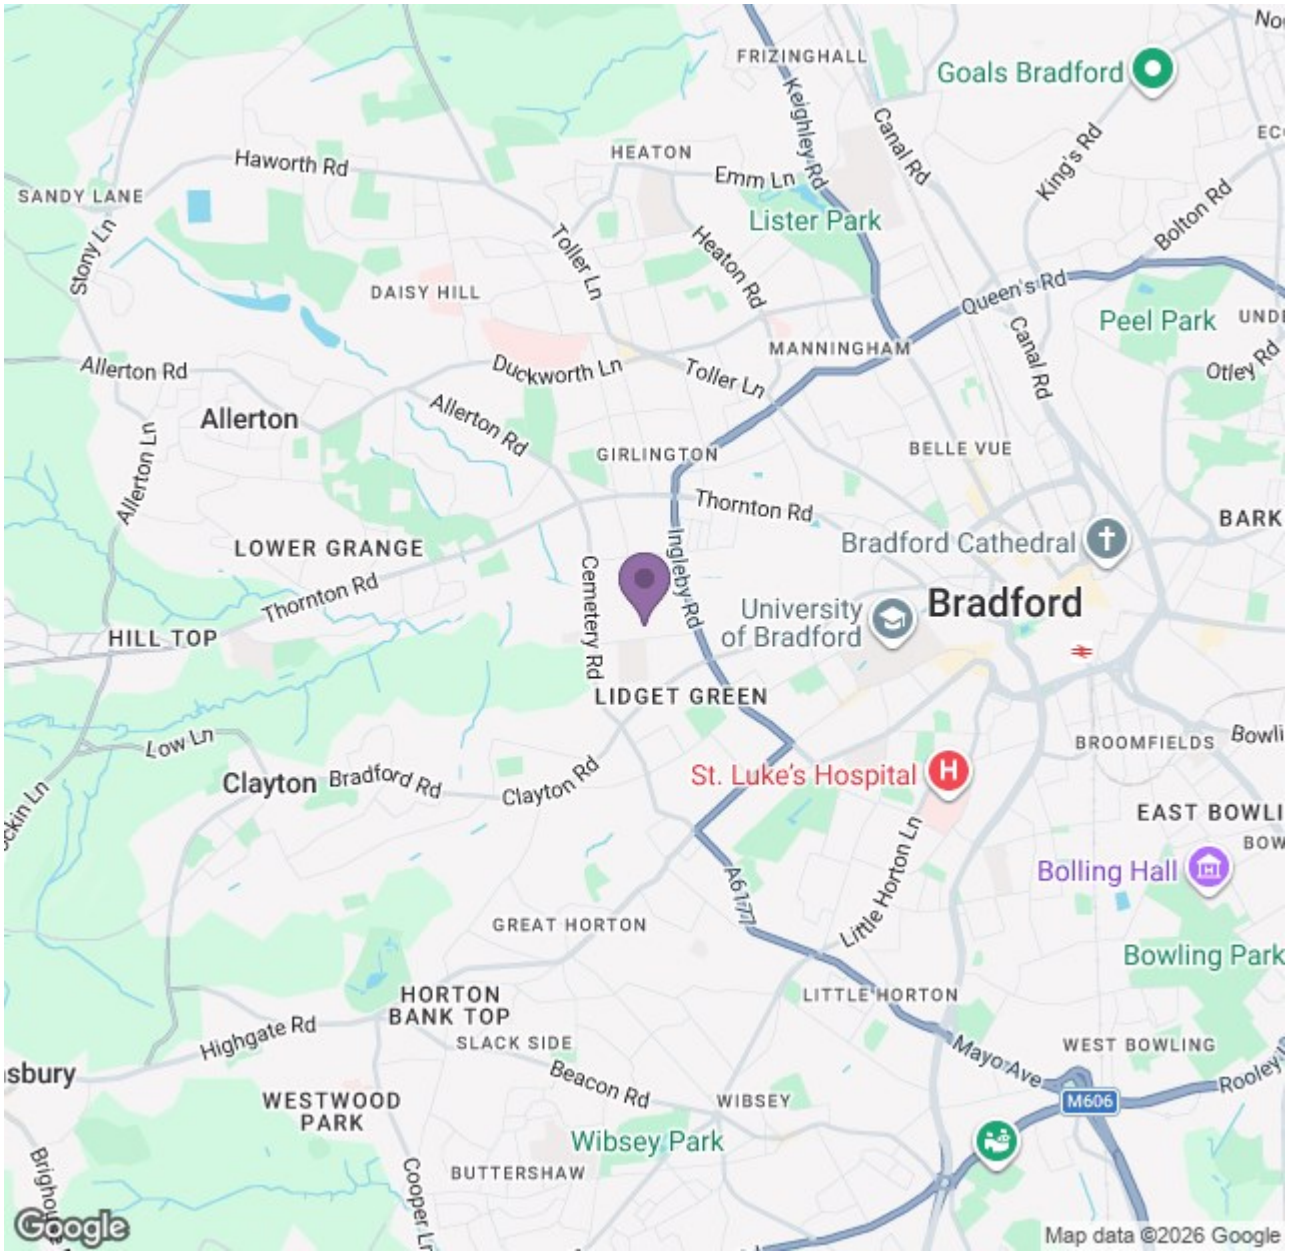 FRIZINGHALL
Goals Bradford
Keighley Rd
Canal Rd
King's Rd
Haworth Rd
HEATON
Emm Ln
SANDY LANE
Lister Park
Bolton Rd
Stony Ln
Toller Ln
Heaton Rd
DAISY HILL
Queen's Rd
Peel Park
Canal Rd
MANNINGHAM
Otley Rd
Allerton Rd
Duckworth Ln
Toller Ln
Allerton
Allerton Rd
GIRLINGTON
BELLE VUE
Allerton Ln
Thornton Rd
BARK
LOWER GRANGE
Bradford Cathedral
Ingleby Rd
Cemetery Rd
Thornton Rd
University
of Bradford
Bradford
HILL TOP
LIDGET GREEN
Low Ln
BROOMFIELDS
Bowli
Clayton
Bradford Rd
Clayton Rd
St. Luke's Hospital
H
ockin Ln
EAST BOWLI
BOW
Little Horton Ln
Bolling Hall
A6177
GREAT HORTON
Bowling Park
HORTON
BANK TOP
LITTLE HORTON
Highgate Rd
SLACK SIDE
Mayo Ave
WEST BOWLING
sbury
Beacon Rd
Rooley
WESTWOOD
PARK
WIBSEY
M606
Wibsey Park
BUTTERSHAW
Cooper Ln
Google
Map data ©2026 Google